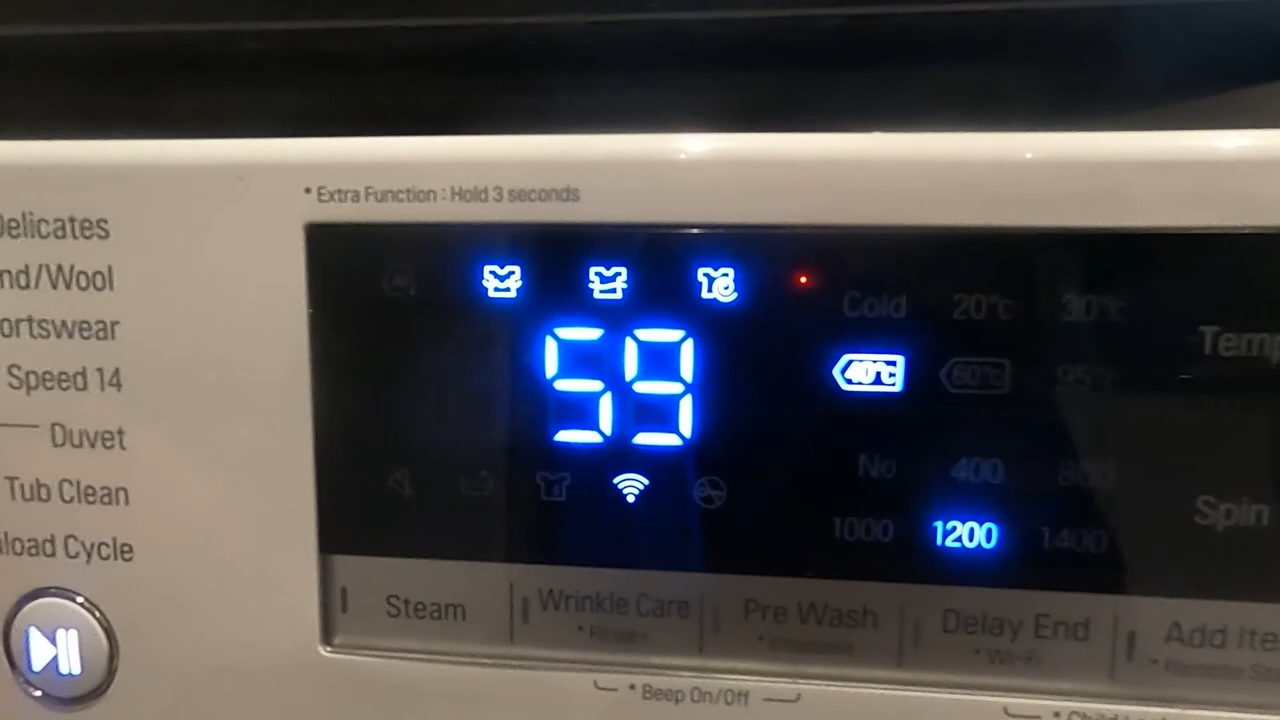 * Extra Function : Hold 3 seconds
Delicates
nd/Wool
ortswear
Speed 14
Duvet
Tub Clean
nload Cycle
59
Cold 20°C 30°C
40°C 60°C 95°C
Temp
No 400 800
1000 1200 1400
Spin
Steam
Wrinkle Care
* Rinse+
Pre Wash
Delay End
* Wi-Fi
Add Ite
* Beep On/Off